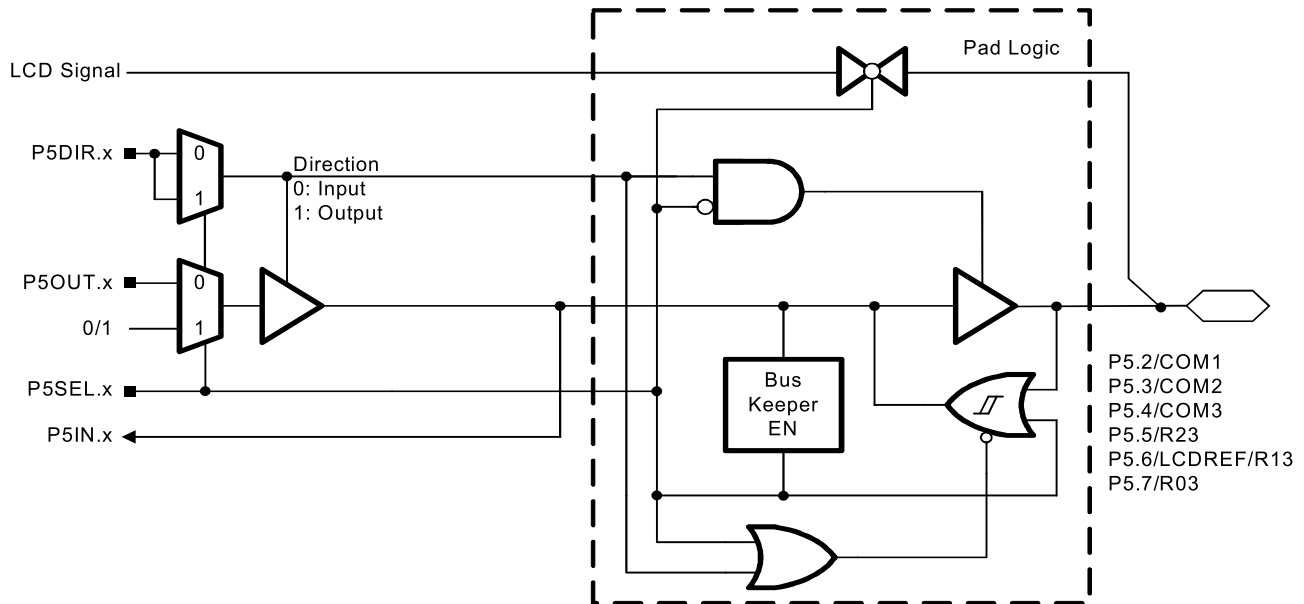 Pad Logic
LCD Signal
P5DIR.x
0
1
Direction
0: Input
1: Output
P5OUT.x
0
0/1
1
P5SEL.x
P5IN.x
Bus
Keeper
EN
P5.2/COM1
P5.3/COM2
P5.4/COM3
P5.5/R23
P5.6/LCDREF/R13
P5.7/R03